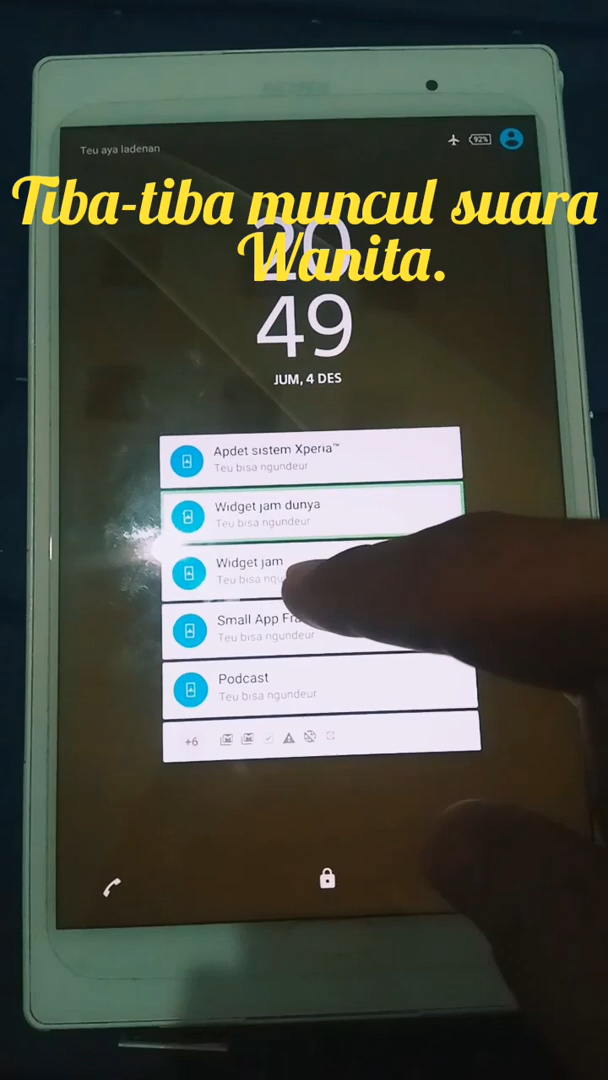 Teu aya ladenan
92%
Tiba-tiba muncul suara
Wanita.
20
49
JUM, 4 DES
Apdet sistem Xperia™
Teu bisa ngundeur
Widget jam dunya
Teu bisa ngundeur
Widget jam
Teu bisa ngu
Small App Fra
Teu bisa ngundeur
Podcast
Teu bisa ngundeur
+6